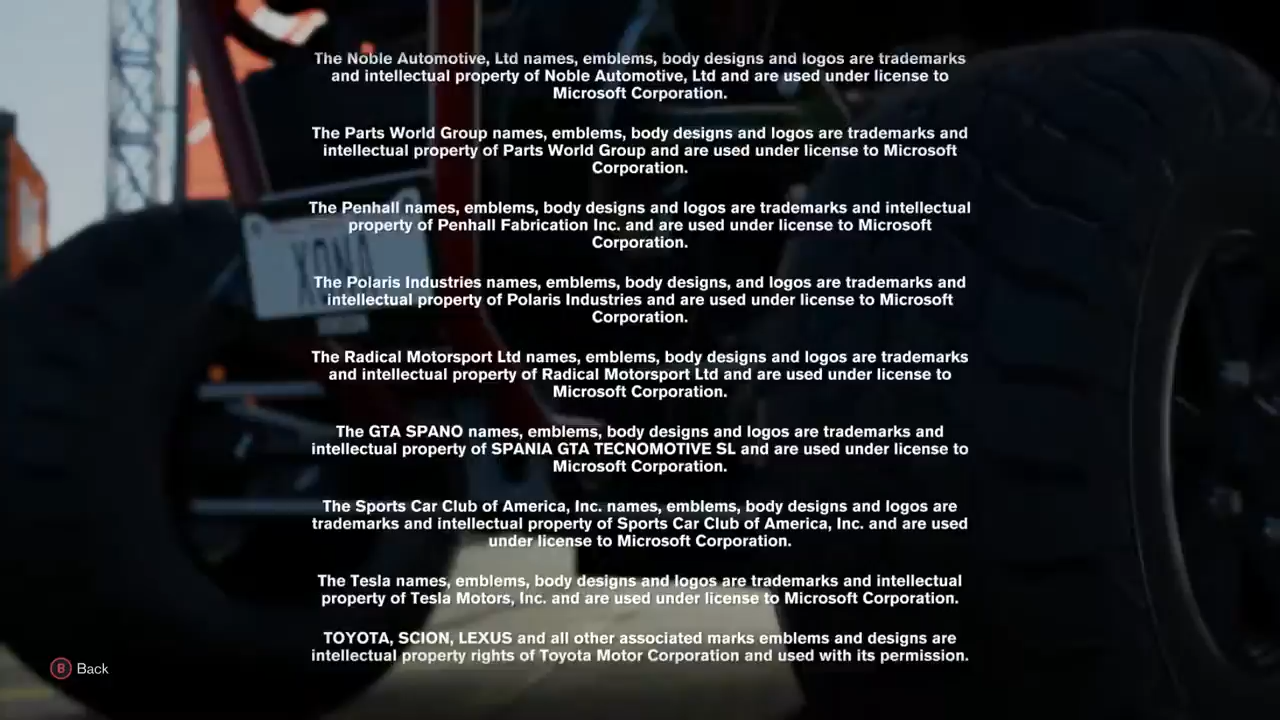 The Noble Automotive, Ltd names, emblems, body designs and logos are trademarks
and intellectual property of Noble Automotive, Ltd and are used under license to
Microsoft Corporation.
The Parts World Group names, emblems, body designs and logos are trademarks and
intellectual property of Parts World Group and are used under license to Microsoft
Corporation.
The Penhall names, emblems, body designs and logos are trademarks and intellectual
property of Penhall Fabrication Inc. and are used under license to Microsoft
Corporation.
The Polaris Industries names, emblems, body designs, and logos are trademarks and
intellectual property of Polaris Industries and are used under license to Microsoft
Corporation.
The Radical Motorsport Ltd names, emblems, body designs and logos are trademarks
and intellectual property of Radical Motorsport Ltd and are used under license to
Microsoft Corporation.
The GTA SPANO names, emblems, body designs and logos are trademarks and
intellectual property of SPANIA GTA TECNOMOTIVE SL and are used under license to
Microsoft Corporation.
The Sports Car Club of America, Inc. names, emblems, body designs and logos are
trademarks and intellectual property of Sports Car Club of America, Inc. and are used
under license to Microsoft Corporation.
The Tesla names, emblems, body designs and logos are trademarks and intellectual
property of Tesla Motors, Inc. and are used under license to Microsoft Corporation.
TOYOTA, SCION, LEXUS and all other associated marks emblems and designs are
intellectual property rights of Toyota Motor Corporation and used with its permission.
B Back